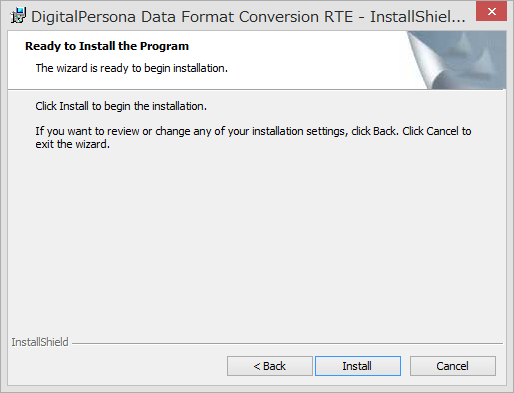 DigitalPersona Data Format Conversion RTE - InstallShiel...
Ready to Install the Program
The wizard is ready to begin installation.
Click Install to begin the installation.
If you want to review or change any of your installation settings, click Back. Click Cancel to
exit the wizard.
InstallShield
< Back
Install
Cancel